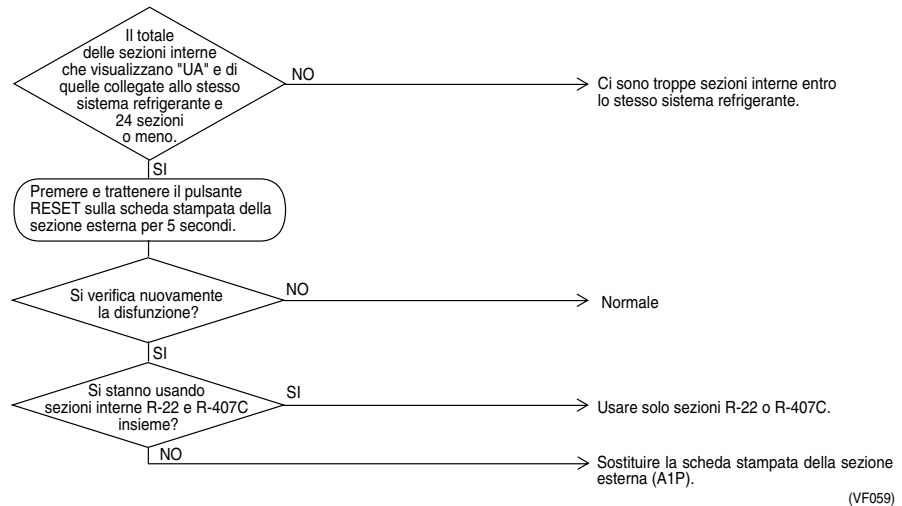 Il totale
delle sezioni interne
che visualizzano "UA" e di
quelle collegate allo stesso
sistema refrigerante e
24 sezioni
o meno.
NO
Ci sono troppe sezioni interne entro
lo stesso sistema refrigerante.
SI
Premere e trattenere il pulsante
RESET sulla scheda stampata della
sezione esterna per 5 secondi.
Si verifica nuovamente
la disfunzione?
NO
Normale
SI
Si stanno usando
sezioni interne R-22 e R-407C
insieme?
SI
Usare solo sezioni R-22 o R-407C.
NO
Sostituire la scheda stampata della sezione
esterna (A1P).
(VF059)